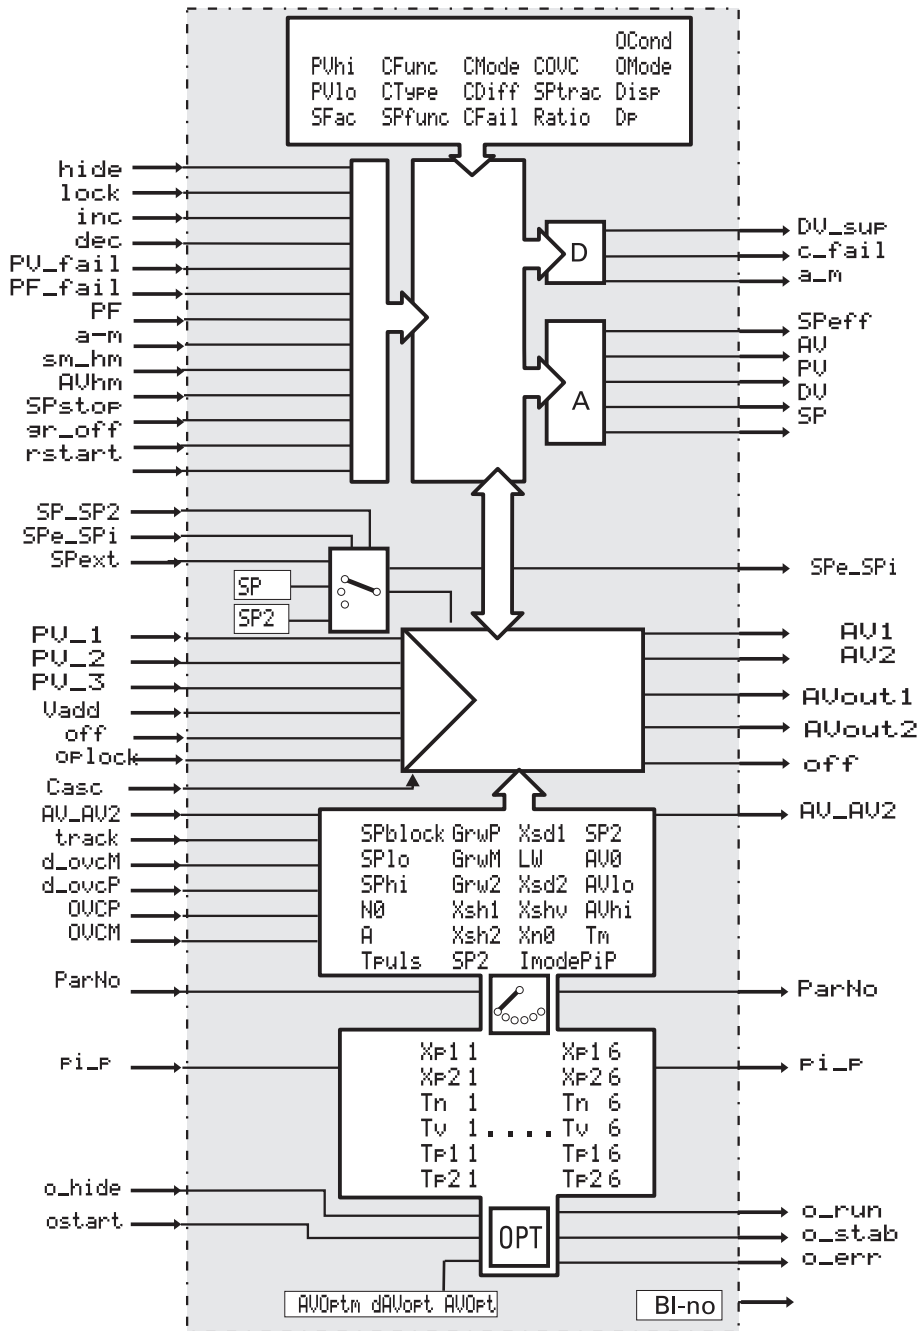 OCond
PVhi CFunc CMode COVC OMode
PVlo CType CDiff SPtrac Disp
SFac SPfunc CFail Ratio Dp
hide
lock
inc
dec
PV_fail
PF_fail
PF
a-m
sm_hm
AVhm
SPstop
gr_off
rstart
D
DV_sup
c_fail
a_m
A
SPeff
AV
PV
DV
SP
SP_SP2
SPe_SPi
SPext
SP
SP2
SPe_SPi
PV_1
PV_2
PV_3
Vadd
off
oplock
Casc
AV1
AV2
AVout1
AVout2
off
AV_AV2
track
d_ovcM
d_ovcP
OVCP
OVCM
SPblock GrwP Xsd1 SP2
SPlo GrwM LW AV0
SPhi Grw2 Xsd2 AVlo
N0 Xsh1 Xshv AVhi
A Xsh2 Xn0 Tm
Tpuls SP2 ImodePiP
AV_AV2
ParNo
ParNo
pi_p
Xp1 1 Xp1 6
Xp2 1 Xp2 6
Tn 1 Tn 6
Tv 1 .... Tv 6
Tp1 1 Tp1 6
Tp2 1 Tp2 6
pi_p
o_hide
ostart
OPT
o_run
o_stab
o_err
AVOptm dAVopt AVOpt
BI-no